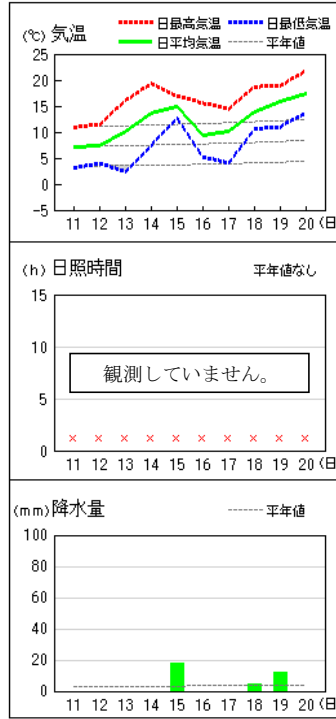 (℃) 気温
日最高気温 日最低気温
日平均気温 平年値
25
20
15
10
5
0
-5
11 12 13 14 15 16 17 18 19 20 (日
(h) 日照時間 平年値なし
15
10
観測していません。
5
0
× × × × × × × × × ×
11 12 13 14 15 16 17 18 19 20 (日
(mm) 降水量 平年値
100
80
60
40
20
0
11 12 13 14 15 16 17 18 19 20 (日